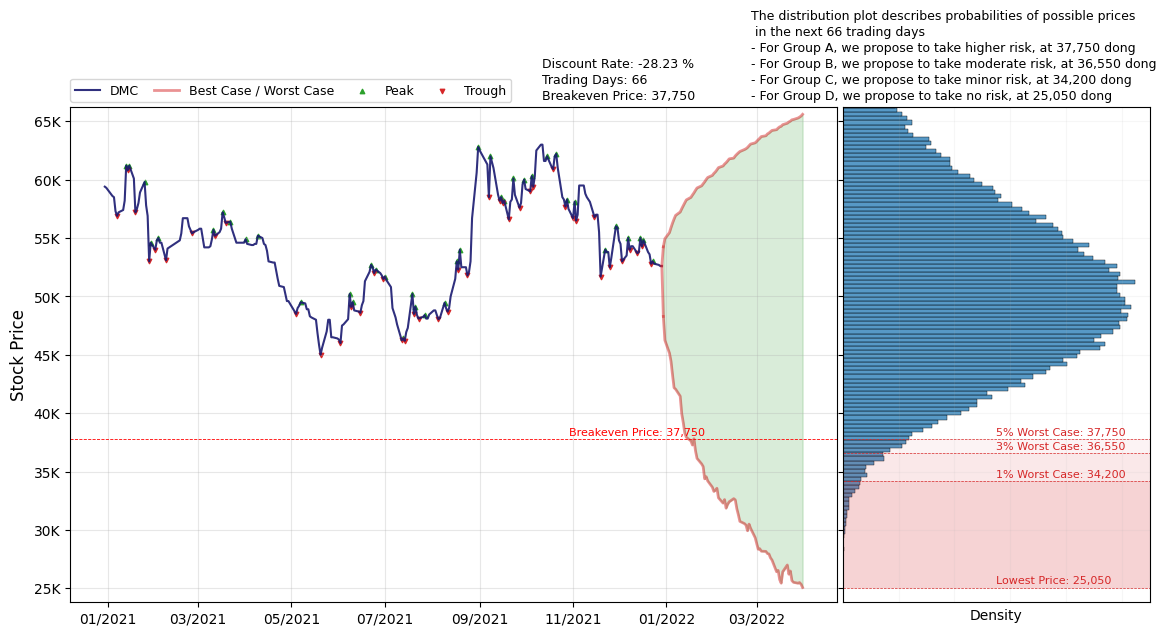 The distribution plot describes probabilities of possible prices
in the next 66 trading days
- For Group A, we propose to take higher risk, at 37,750 dong
- For Group B, we propose to take moderate risk, at 36,550 dong
- For Group C, we propose to take minor risk, at 34,200 dong
- For Group D, we propose to take no risk, at 25,050 dong
Discount Rate: -28.23 %
Trading Days: 66
Breakeven Price: 37,750
DMC
Best Case / Worst Case
Peak
Trough
Stock Price
65K
60K
55K
50K
45K
40K
35K
30K
25K
Breakeven Price: 37,750
5% Worst Case: 37,750
3% Worst Case: 36,550
1% Worst Case: 34,200
Lowest Price: 25,050
01/2021
03/2021
05/2021
07/2021
09/2021
11/2021
01/2022
03/2022
Density